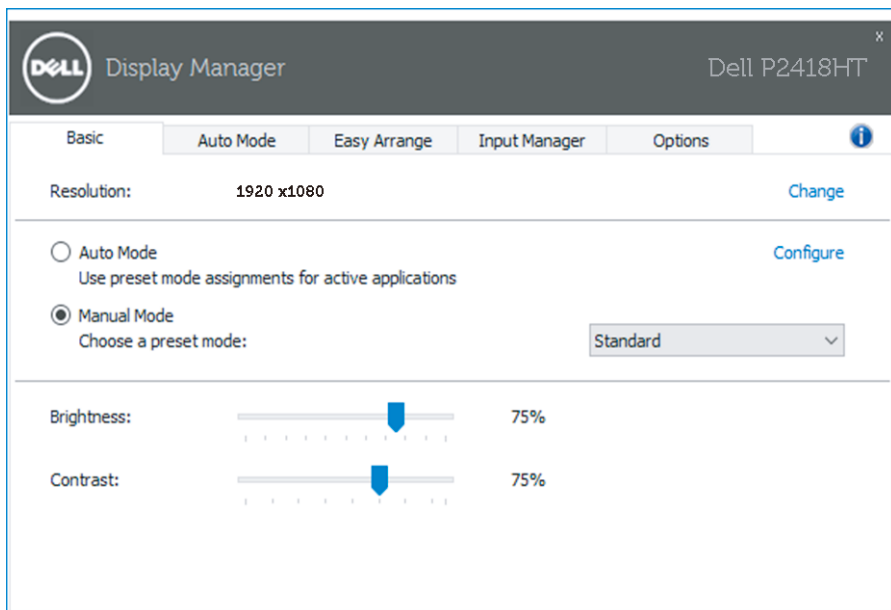 x
DELL Display Manager Dell P2418HT
Basic Auto Mode Easy Arrange Input Manager Options i
Resolution: 1920 x1080 Change
Auto Mode Configure
Use preset mode assignments for active applications
Manual Mode
Choose a preset mode: Standard
Brightness: 75%
Contrast: 75%